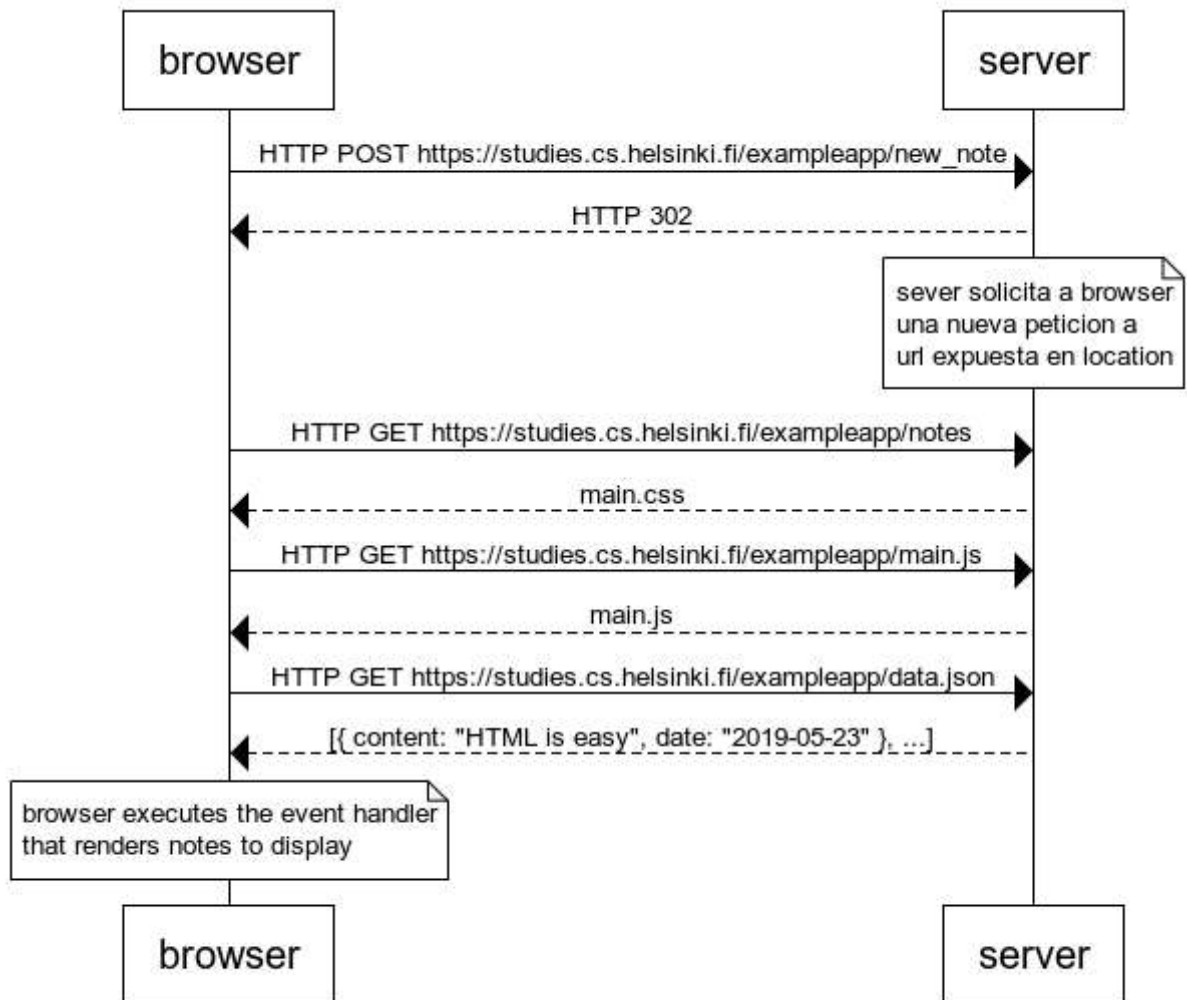 browser
server
HTTP POST https://studies.cs.helsinki.fi/exampleapp/new_note
HTTP 302
sever solicita a browser
una nueva peticion a
url expuesta en location
HTTP GET https://studies.cs.helsinki.fi/exampleapp/notes
main.css
HTTP GET https://studies.cs.helsinki.fi/exampleapp/main.js
main.js
HTTP GET https://studies.cs.helsinki.fi/exampleapp/data.json
[{ content: "HTML is easy", date: "2019-05-23" }, ...]
browser executes the event handler
that renders notes to display
browser
server